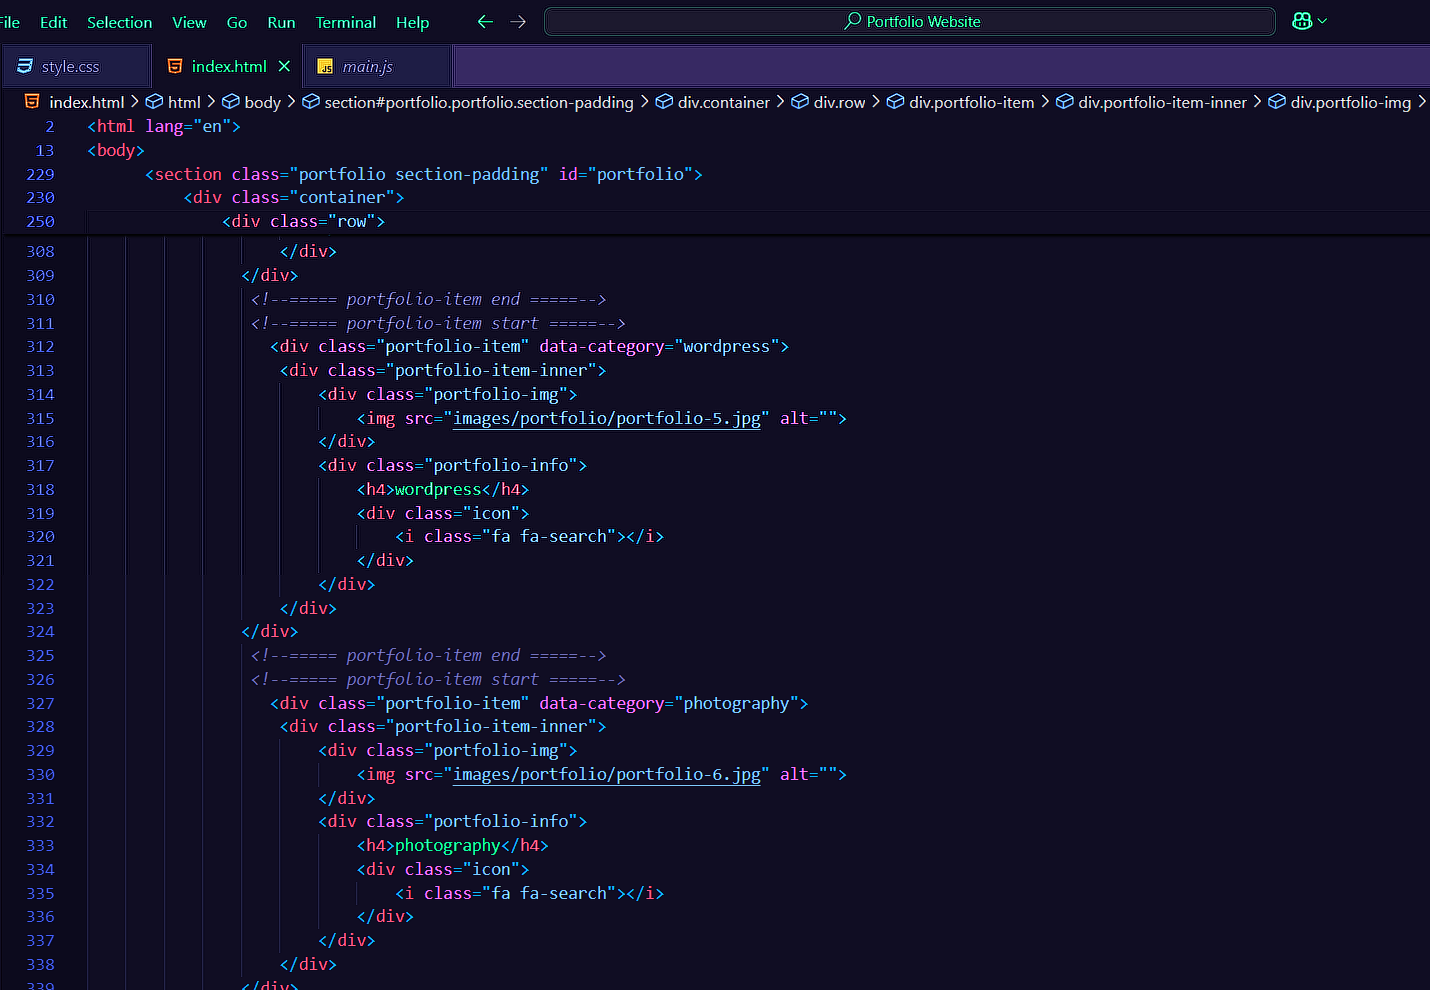 File Edit Selection View Go Run Terminal Help Portfolio Website
style.css index.html main.js
index.html > html > body > section#portfolio.portfolio.section-padding > div.container > div.row > div.portfolio-item > div.portfolio-item-inner > div.portfolio-img >
2 <html lang="en">
13 <body>
229 <section class="portfolio section-padding" id="portfolio">
230 <div class="container">
250 <div class="row">
308 </div>
309 </div>
310 <!--===== portfolio-item end =====-->
311 <!--===== portfolio-item start =====-->
312 <div class="portfolio-item" data-category="wordpress">
313 <div class="portfolio-item-inner">
314 <div class="portfolio-img">
315 <img src="images/portfolio/portfolio-5.jpg" alt="">
316 </div>
317 <div class="portfolio-info">
318 <h4>wordpress</h4>
319 <div class="icon">
320 <i class="fa fa-search"></i>
321 </div>
322 </div>
323 </div>
324 </div>
325 <!--===== portfolio-item end =====-->
326 <!--===== portfolio-item start =====-->
327 <div class="portfolio-item" data-category="photography">
328 <div class="portfolio-item-inner">
329 <div class="portfolio-img">
330 <img src="images/portfolio/portfolio-6.jpg" alt="">
331 </div>
332 <div class="portfolio-info">
333 <h4>photography</h4>
334 <div class="icon">
335 <i class="fa fa-search"></i>
336 </div>
337 </div>
338 </div>
339 </div>